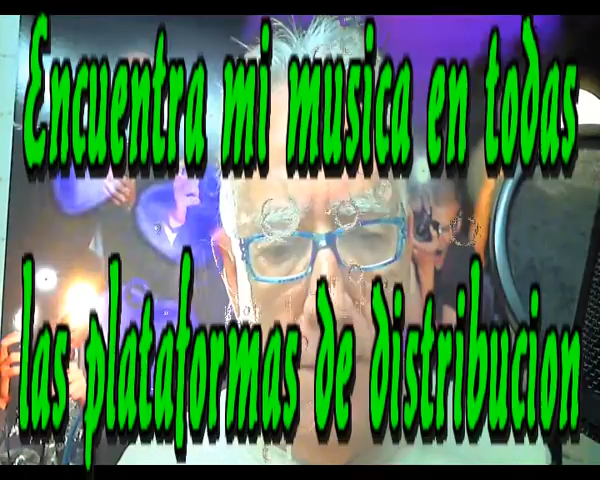 Encuentra mi musica en todas
las plataformas de distribucion